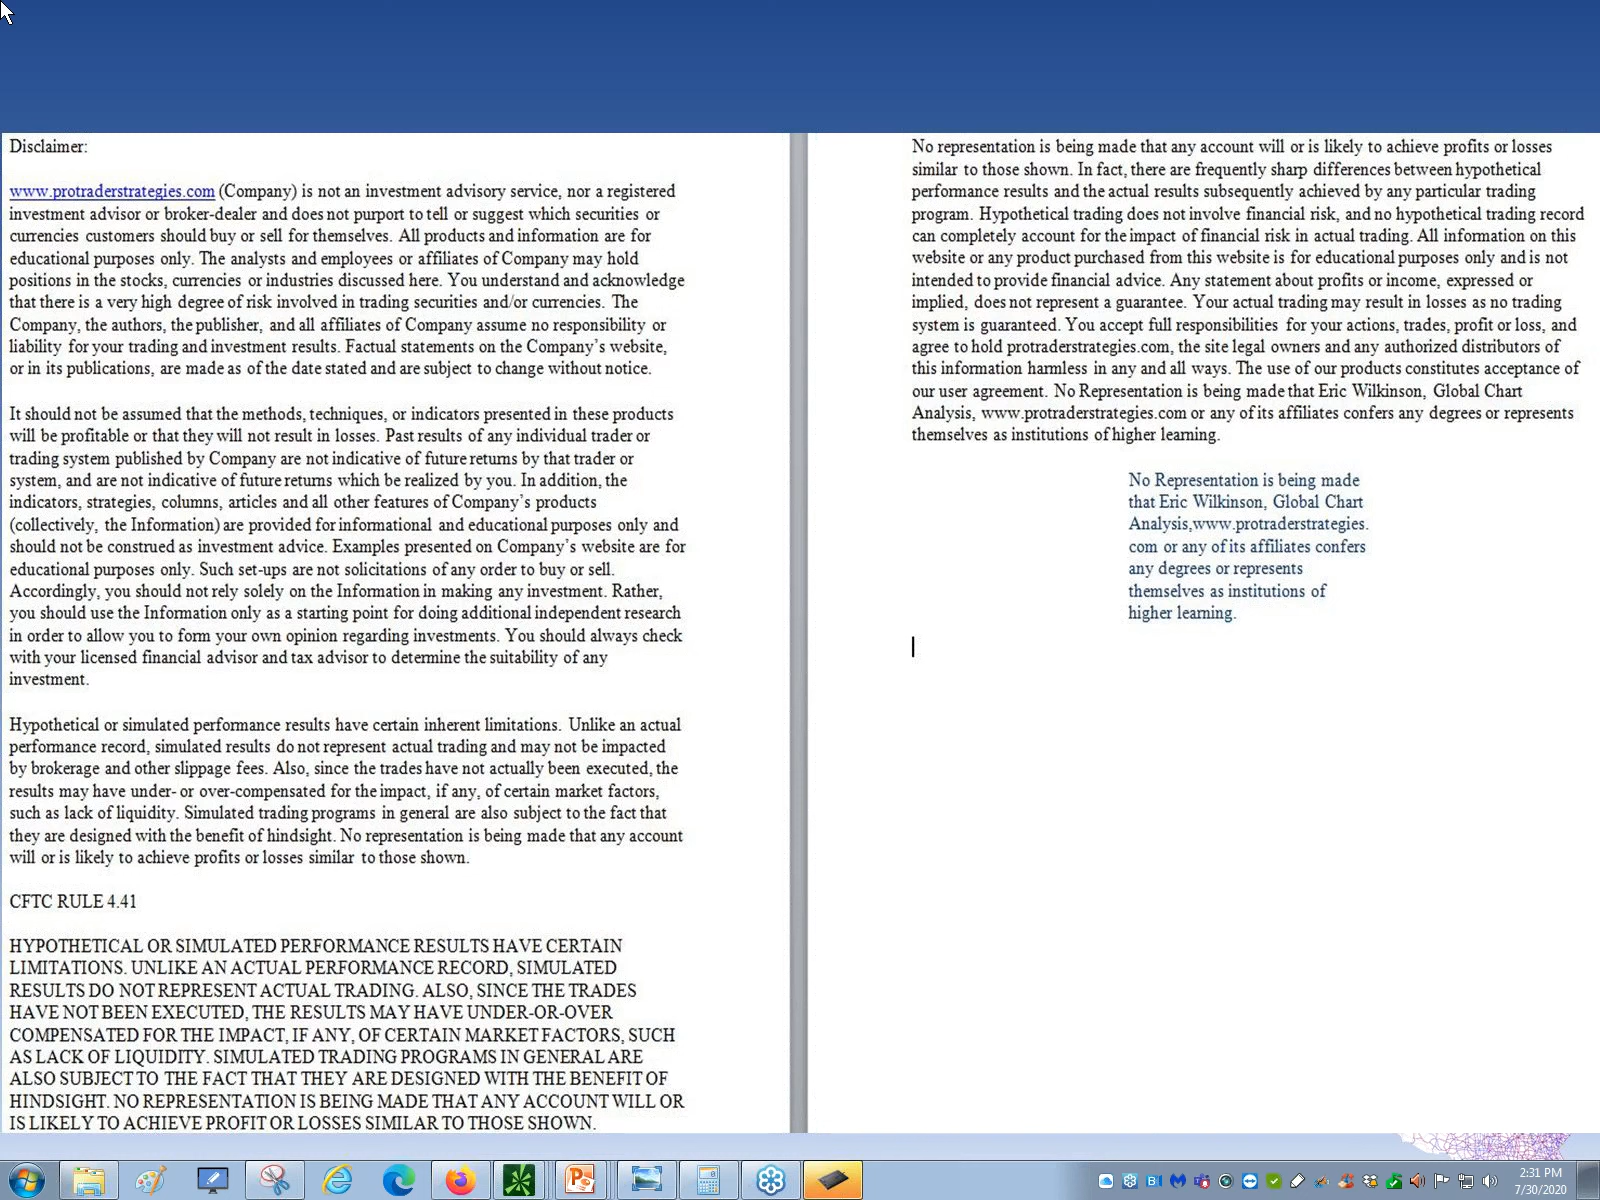 Disclaimer:
www.protraderstrategies.com (Company) is not an investment advisory service, nor a registered
investment advisor or broker-dealer and does not purport to tell or suggest which securities or
currencies customers should buy or sell for themselves. All products and information are for
educational purposes only. The analysts and employees or affiliates of Company may hold
positions in the stocks, currencies or industries discussed here. You understand and acknowledge
that there is a very high degree of risk involved in trading securities and/or currencies. The
Company, the authors, the publisher, and all affiliates of Company assume no responsibility or
liability for your trading and investment results. Factual statements on the Company's website,
or in its publications, are made as of the date stated and are subject to change without notice.
It should not be assumed that the methods, techniques, or indicators presented in these products
will be profitable or that they will not result in losses. Past results of any individual trader or
trading system published by Company are not indicative of future returns by that trader or
system, and are not indicative of future returns which be realized by you. In addition, the
indicators, strategies, columns, articles and all other features of Company's products
(collectively, the Information) are provided for informational and educational purposes only and
should not be construed as investment advice. Examples presented on Company's website are for
educational purposes only. Such set-ups are not solicitations of any order to buy or sell.
Accordingly, you should not rely solely on the Information in making any investment. Rather,
you should use the Information only as a starting point for doing additional independent research
in order to allow you to form your own opinion regarding investments. You should always check
with your licensed financial advisor and tax advisor to determine the suitability of any
investment.
Hypothetical or simulated performance results have certain inherent limitations. Unlike an actual
performance record, simulated results do not represent actual trading and may not be impacted
by brokerage and other slippage fees. Also, since the trades have not actually been executed, the
results may have under- or over-compensated for the impact, if any, of certain market factors,
such as lack of liquidity. Simulated trading programs in general are also subject to the fact that
they are designed with the benefit of hindsight. No representation is being made that any account
will or is likely to achieve profits or losses similar to those shown.
CFTC RULE 4.41
HYPOTHETICAL OR SIMULATED PERFORMANCE RESULTS HAVE CERTAIN
LIMITATIONS. UNLIKE AN ACTUAL PERFORMANCE RECORD, SIMULATED
RESULTS DO NOT REPRESENT ACTUAL TRADING. ALSO, SINCE THE TRADES
HAVE NOT BEEN EXECUTED, THE RESULTS MAY HAVE UNDER-OR-OVER
COMPENSATED FOR THE IMPACT, IF ANY, OF CERTAIN MARKET FACTORS, SUCH
AS LACK OF LIQUIDITY. SIMULATED TRADING PROGRAMS IN GENERAL ARE
ALSO SUBJECT TO THE FACT THAT THEY ARE DESIGNED WITH THE BENEFIT OF
HINDSIGHT. NO REPRESENTATION IS BEING MADE THAT ANY ACCOUNT WILL OR
IS LIKELY TO ACHIEVE PROFIT OR LOSSES SIMILAR TO THOSE SHOWN.
No representation is being made that any account will or is likely to achieve profits or losses
similar to those shown. In fact, there are frequently sharp differences between hypothetical
performance results and the actual results subsequently achieved by any particular trading
program. Hypothetical trading does not involve financial risk, and no hypothetical trading record
can completely account for the impact of financial risk in actual trading. All information on this
website or any product purchased from this website is for educational purposes only and is not
intended to provide financial advice. Any statement about profits or income, expressed or
implied, does not represent a guarantee. Your actual trading may result in losses as no trading
system is guaranteed. You accept full responsibilities for your actions, trades, profit or loss, and
agree to hold protraderstrategies.com, the site legal owners and any authorized distributors of
this information harmless in any and all ways. The use of our products constitutes acceptance of
our user agreement. No Representation is being made that Eric Wilkinson, Global Chart
Analysis, www.protraderstrategies.com or any of its affiliates confers any degrees or represents
themselves as institutions of higher learning.
No Representation is being made
that Eric Wilkinson, Global Chart
Analysis,www.protraderstrategies.
com or any of its affiliates confers
any degrees or represents
themselves as institutions of
higher learning.
2:31 PM
7/30/2020